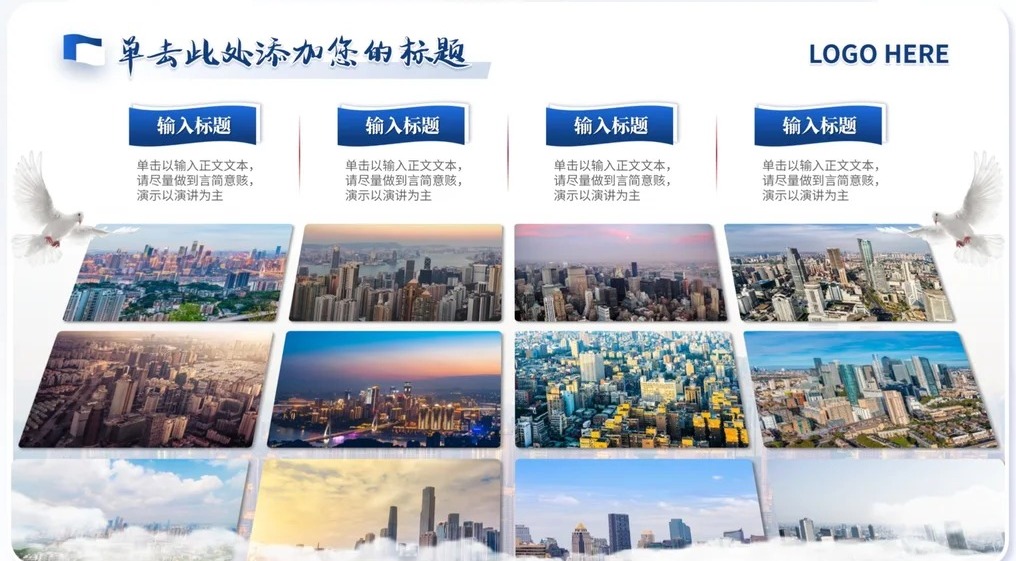 单击此处添加您的标题
LOGO HERE
输入标题
单击以输入正文文本，
请尽量做到言简意赅，
演示以演讲为主
输入标题
单击以输入正文文本，
请尽量做到言简意赅，
演示以演讲为主
输入标题
单击以输入正文文本，
请尽量做到言简意赅，
演示以演讲为主
输入标题
单击以输入正文文本，
请尽量做到言简意赅，
演示以演讲为主